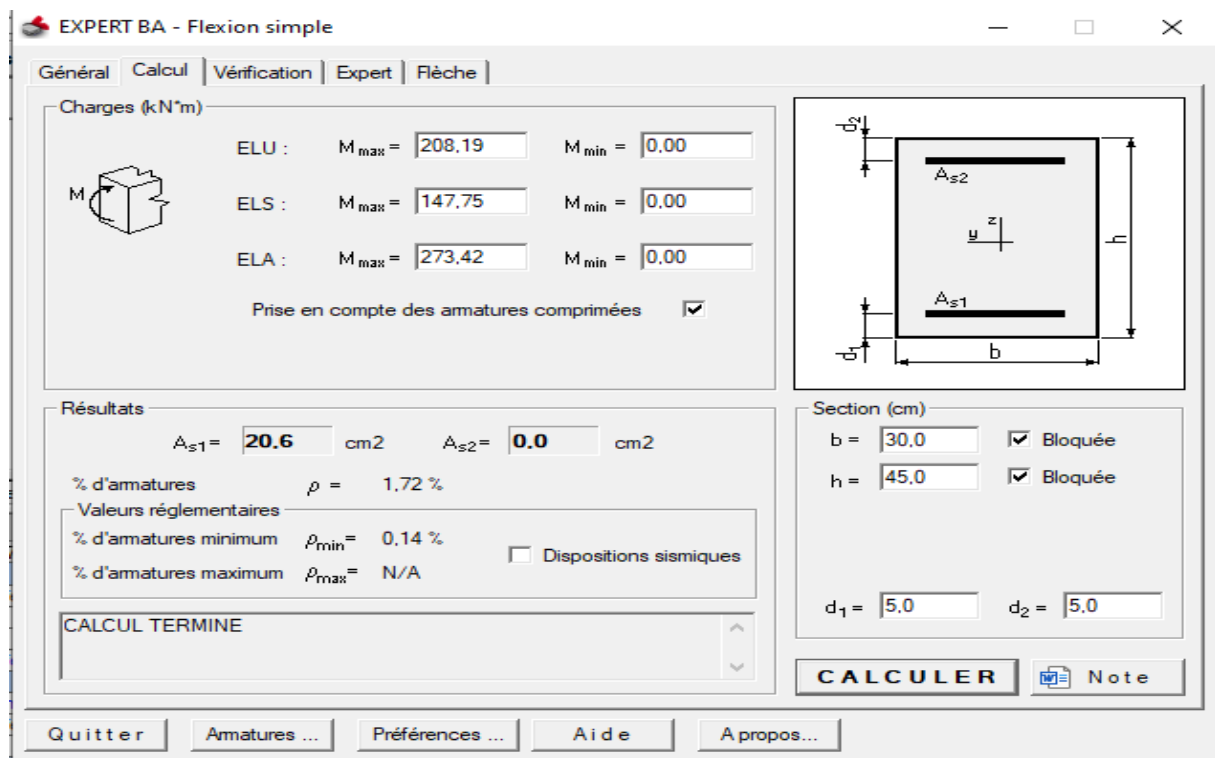 EXPERT BA - Flexion simple
Général Calcul Vérification Expert Flèche
Charges (kN*m)
ELU : M max = 208,19 M min = 0,00
M
ELS : M max = 147,75 M min = 0,00
ELA : M max = 273,42 M min = 0,00
Prise en compte des armatures comprimées
d2
As2
z
y
h
As1
d1
b
Résultats
As1= 20.6 cm2 As2= 0.0 cm2
% d'armatures ρ = 1,72 %
Valeurs réglementaires
% d'armatures minimum ρmin= 0,14 %
Dispositions sismiques
% d'armatures maximum ρmax= N/A
CALCUL TERMINE
Section (cm)
b = 30,0 Bloquée
h = 45,0 Bloquée
d1 = 5,0 d2 = 5,0
CALCULER Note
Quitter Armatures ... Préférences ... Aide A propos...